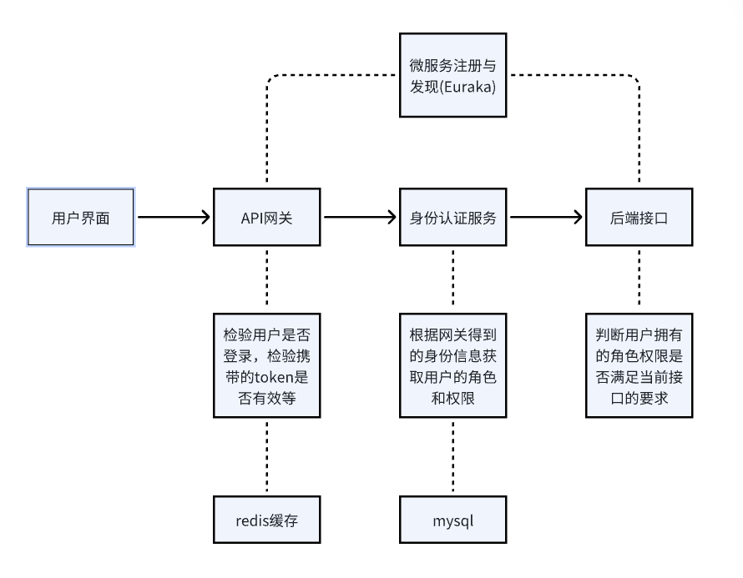 微服务注册与
发现(Euraka)
用户界面
API网关
身份认证服务
后端接口
检验用户是否
登录，检验携
带的token是
否有效等
根据网关得到
的身份信息获
取用户的角色
和权限
判断用户拥有
的角色权限是
否满足当前接
口的要求
redis缓存
mysql